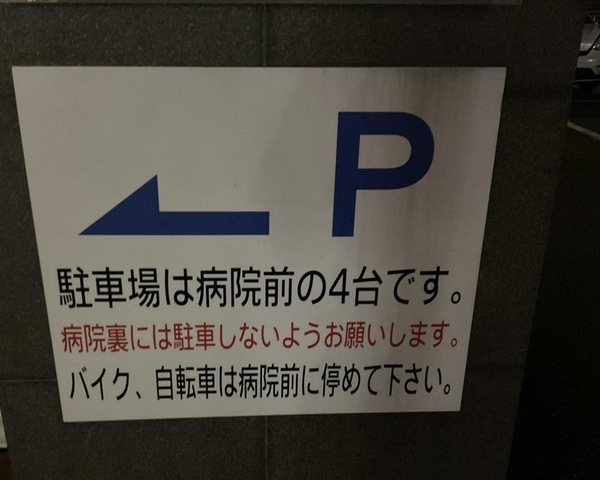 P
駐車場は病院前の4台です。
病院裏には駐車しないようお願いします。
バイク、自転車は病院前に停めて下さい。